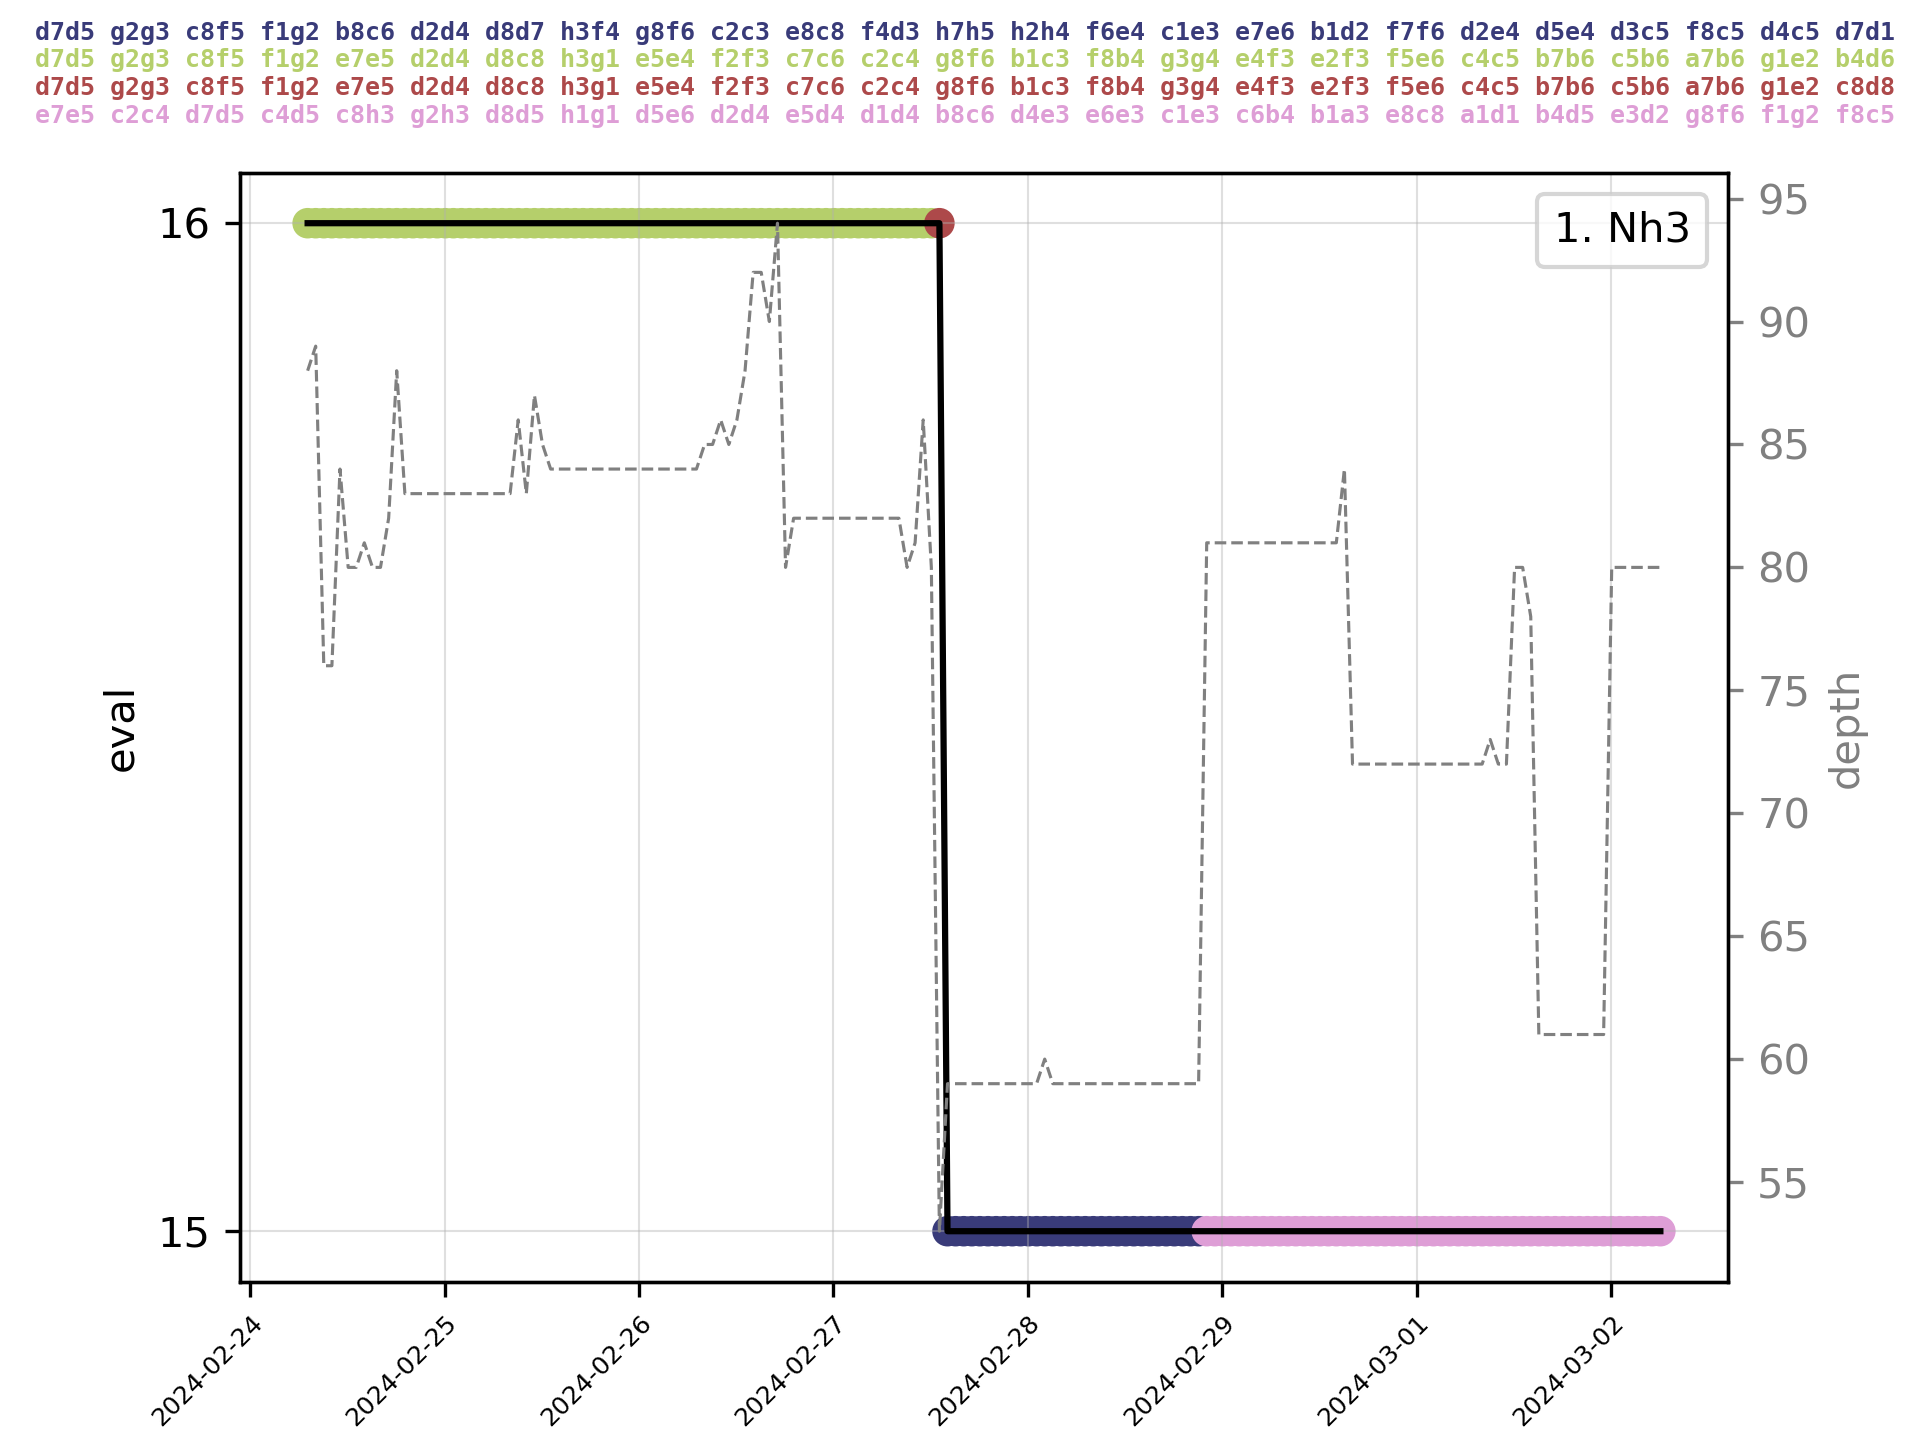 d7d5 g2g3 c8f5 f1g2 b8c6 d2d4 d8d7 h3f4 g8f6 c2c3 e8c8 f4d3 h7h5 h2h4 f6e4 c1e3 e7e6 b1d2 f7f6 d2e4 d5e4 d3c5 f8c5 d4c5 d7d1
d7d5 g2g3 c8f5 f1g2 e7e5 d2d4 d8c8 h3g1 e5e4 f2f3 c7c6 c2c4 g8f6 b1c3 f8b4 g3g4 e4f3 e2f3 f5e6 c4c5 b7b6 c5b6 a7b6 g1e2 b4d6
d7d5 g2g3 c8f5 f1g2 e7e5 d2d4 d8c8 h3g1 e5e4 f2f3 c7c6 c2c4 g8f6 b1c3 f8b4 g3g4 e4f3 e2f3 f5e6 c4c5 b7b6 c5b6 a7b6 g1e2 c8d8
e7e5 c2c4 d7d5 c4d5 c8h3 g2h3 d8d5 h1g1 d5e6 d2d4 e5d4 d1d4 b8c6 d4e3 e6e3 c1e3 c6b4 b1a3 e8c8 a1d1 b4d5 e3d2 g8f6 f1g2 f8c5
1. Nh3
16
15
eval
95
90
85
80
75
70
65
60
55
depth
2024-02-24
2024-02-25
2024-02-26
2024-02-27
2024-02-28
2024-02-29
2024-03-01
2024-03-02